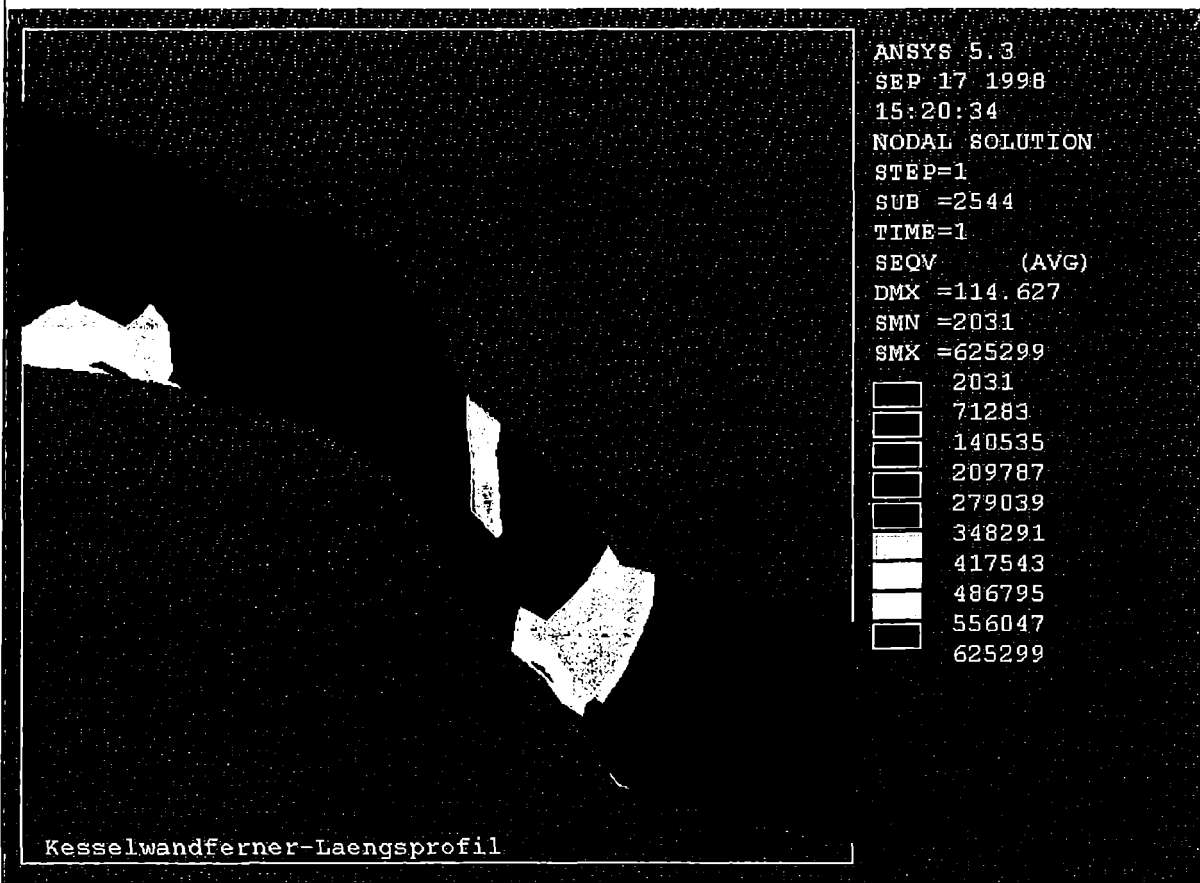 ANSYS 5.3
SEP 17 1998
15:20:34
NODAL SOLUTION
STEP=1
SUB =2544
TIME=1
SEQV (AVG)
DMX =114.627
SMN =2031
SMX =625299
2031
71283
140535
209787
279039
348291
417543
486795
556047
625299
Kesselwandferner-Laengsprofil